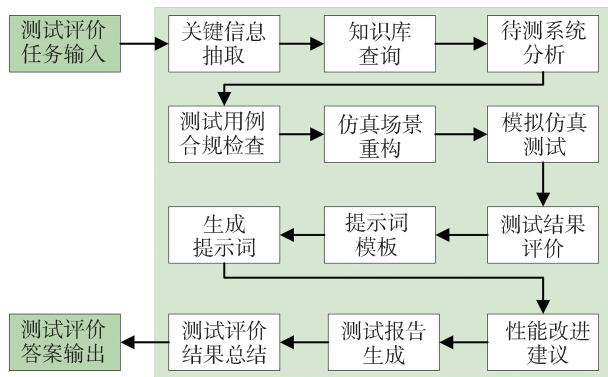 测试评价
任务输入
关键信息
抽取
知识库
查询
待测系统
分析
测试用例
合规检查
仿真场景
重构
模拟仿真
测试
测试结果
评价
提示词
模板
生成
提示词
性能改进
建议
测试报告
生成
测试评价
结果总结
测试评价
答案输出